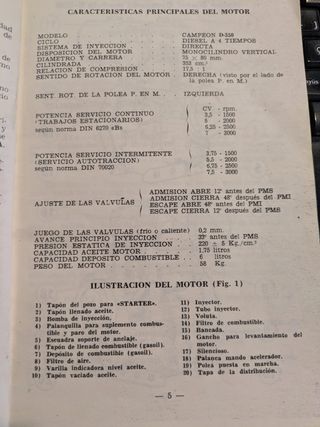 CARACTERISTICAS PRINCIPALES DEL MOTOR
MODELO CAMPEON D-350
CICLO DIESEL A 4 TIEMPOS
SISTEMA DE INYECCION DIRECTA
DISPOSICION DEL MOTOR MONOCILINDRO VERTICAL
DIAMETRO Y CARRERA 75 × 80 mm.
CILINDRADA 353 cm.³
RELACION DE COMPRESION 17,5 : 1
SENTIDO DE ROTACION DEL MOTOR DERECHA (visto por el lado de
la polea P. en M.)
SENT. ROT. DE LA POLEA P. EN M. . IZQUIERDA
CV - rpm.
POTENCIA SERVICIO CONTINUO 3,5 - 1500
(TRABAJOS ESTACIONARIOS) 5 - 2000
según norma DIN 6270 «B» 6,25 - 2500
7 - 3000
POTENCIA SERVICIO INTERMITENTE 3,75 - 1500
(SERVICIO AUTOTRACCION) 5,5 - 2000
según norma DIN 70020 6,75 - 2500
7,5 - 3000
ADMISION ABRE 12° antes del PMS
AJUSTE DE LAS VALVULAS ADMISION CIERRA 48° después del PMI
ESCAPE ABRE 48° antes del PMI
ESCAPE CIERRA 12° después del PMS
JUEGO DE LAS VALVULAS (frío o caliente) 0,2 mm.
AVANCE PRINCIPIO INYECCION 22° antes del PMS
PRESION ESTATICA DE INYECCION 220 ± 5 Kg./cm.²
CAPACIDAD ACEITE MOTOR 1,75 litros
CAPACIDAD DEPOSITO COMBUSTIBLE 6 litros
PESO DEL MOTOR 58 Kg.
ILUSTRACION DEL MOTOR (Fig. 1)
1) Tapón del pozo para «STARTER».
2) Tapón llenado aceite.
3) Bomba de inyección.
4) Palanquilla para suplemento combus-
tible y paro del motor.
5) Escuadra soporte de anclaje.
6) Tapón de llenado combustible (gasoil).
7) Depósito de combustible (gasoil).
8) Filtro de aire.
9) Varilla indicadora nivel aceite.
10) Tapón vaciado aceite.
11) Inyector.
12) Tubo inyector.
13) Voluta.
14) Filtro de combustible.
15) Bancada.
16) Gancho para levantamiento del
motor.
17) Silencioso.
18) Palanca mando acelerador.
19) Polea puesta en marcha.
20) Tapa de la distribución.
— 5 —